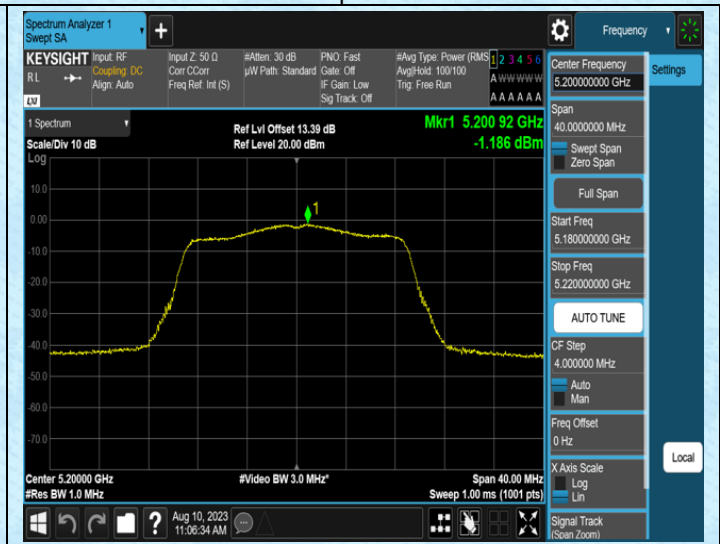 Spectrum Analyzer 1
Swept SA
+
Frequency
KEYSIGHT
RL
LXI
Input: RF
Coupling: DC
Align: Auto
Input Z: 50 Ω
Corr CCorr
Freq Ref: Int (S)
#Atten: 30 dB
µW Path: Standard
PNO: Fast
Gate: Off
IF Gain: Low
Sig Track: Off
#Avg Type: Power (RMS
Avg|Hold: 100/100
Trig: Free Run
1 2 3 4 5 6
A W W W W W
A A A A A A
1 Spectrum
Scale/Div 10 dB
Log
Ref Lvl Offset 13.39 dB
Ref Level 20.00 dBm
Mkr1 5.200 92 GHz
-1.186 dBm
1
10.0
0.00
-10.0
-20.0
-30.0
-40.0
-50.0
-60.0
-70.0
Center 5.20000 GHz
#Res BW 1.0 MHz
#Video BW 3.0 MHz*
Span 40.00 MHz
Sweep 1.00 ms (1001 pts)
?
Aug 10, 2023
11:06:34 AM
Center Frequency
5.200000000 GHz
Settings
Span
40.0000000 MHz
Swept Span
Zero Span
Full Span
Start Freq
5.180000000 GHz
Stop Freq
5.220000000 GHz
AUTO TUNE
CF Step
4.000000 MHz
Auto
Man
Freq Offset
0 Hz
X Axis Scale
Log
Lin
Local
Signal Track
(Span Zoom)